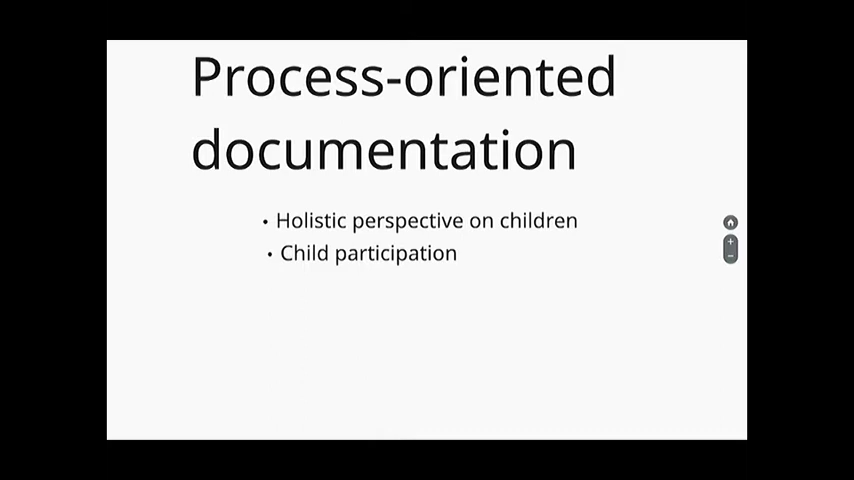 Process-oriented
documentation
• Holistic perspective on children
• Child participation